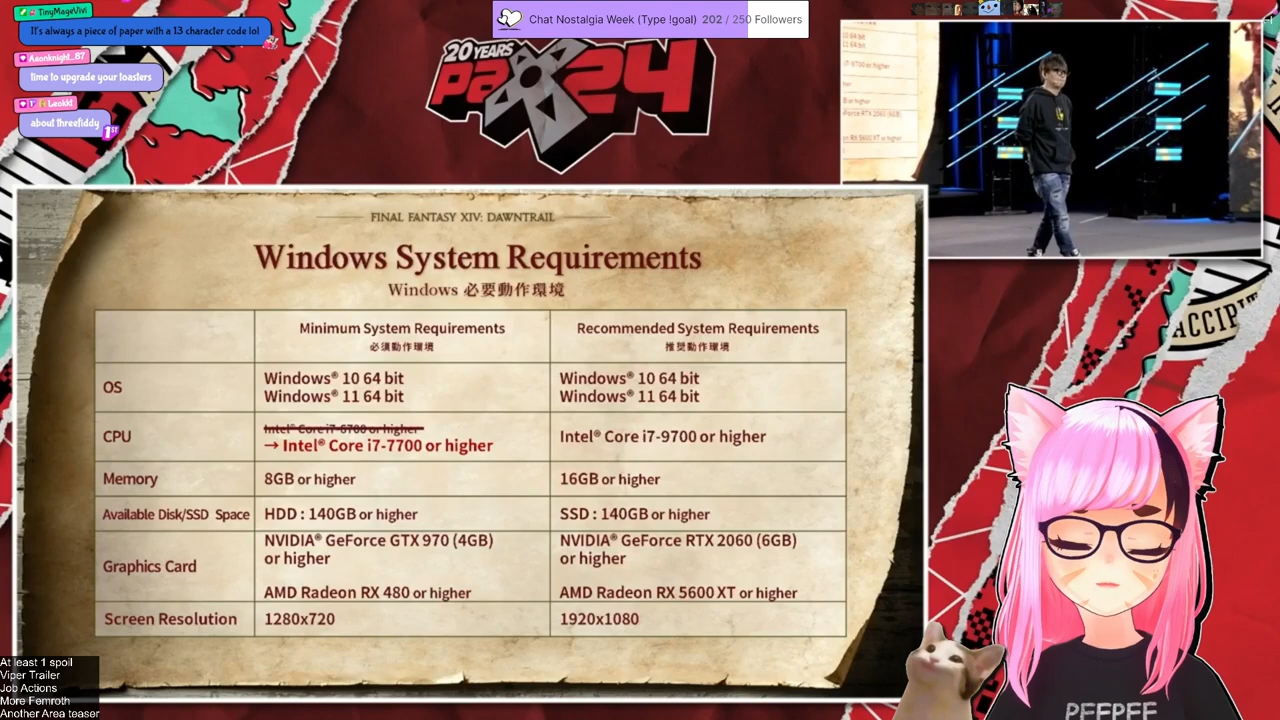 TinyMageVivi
It's always a piece of paper with a 13 character code lol
Aeonknight_87
time to upgrade your toasters
Leokki
about threefiddy
1ST
Chat Nostalgia Week (Type !goal) 202 / 250 Followers
20 YEARS
PAX24
FINAL FANTASY XIV: DAWNTRAIL
Windows System Requirements
Windows 必要動作環境
Minimum System Requirements
必須動作環境
Recommended System Requirements
推奨動作環境
OS
Windows® 10 64 bit
Windows® 11 64 bit
Windows® 10 64 bit
Windows® 11 64 bit
CPU
Intel® Core i7-6700 or higher
→ Intel® Core i7-7700 or higher
Intel® Core i7-9700 or higher
Memory
8GB or higher
16GB or higher
Available Disk/SSD Space
HDD : 140GB or higher
SSD : 140GB or higher
Graphics Card
NVIDIA® GeForce GTX 970 (4GB)
or higher
AMD Radeon RX 480 or higher
NVIDIA® GeForce RTX 2060 (6GB)
or higher
AMD Radeon RX 5600 XT or higher
Screen Resolution
1280x720
1920x1080
ACCIPIT
At least 1 spoil
Viper Trailer
Job Actions
More Femroth
Another Area teaser
PEEPEE